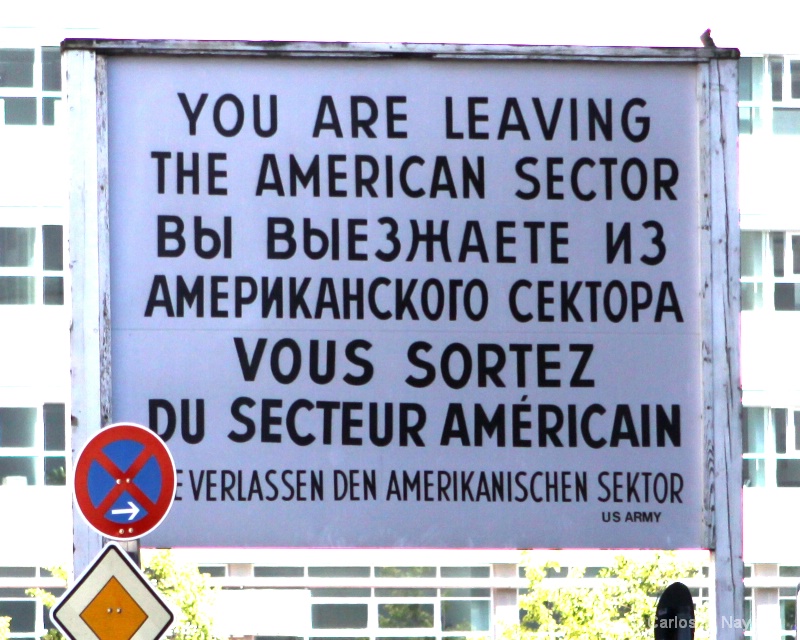 YOU ARE LEAVING
THE AMERICAN SECTOR
ВЫ ВЫЕЗЖАЕТЕ ИЗ
АМЕРИКАНСКОГО СЕКТОРА
VOUS SORTEZ
DU SECTEUR AMÉRICAIN
VERLASSEN DEN AMERIKANISCHEN SEKTOR
US ARMY
Carlos